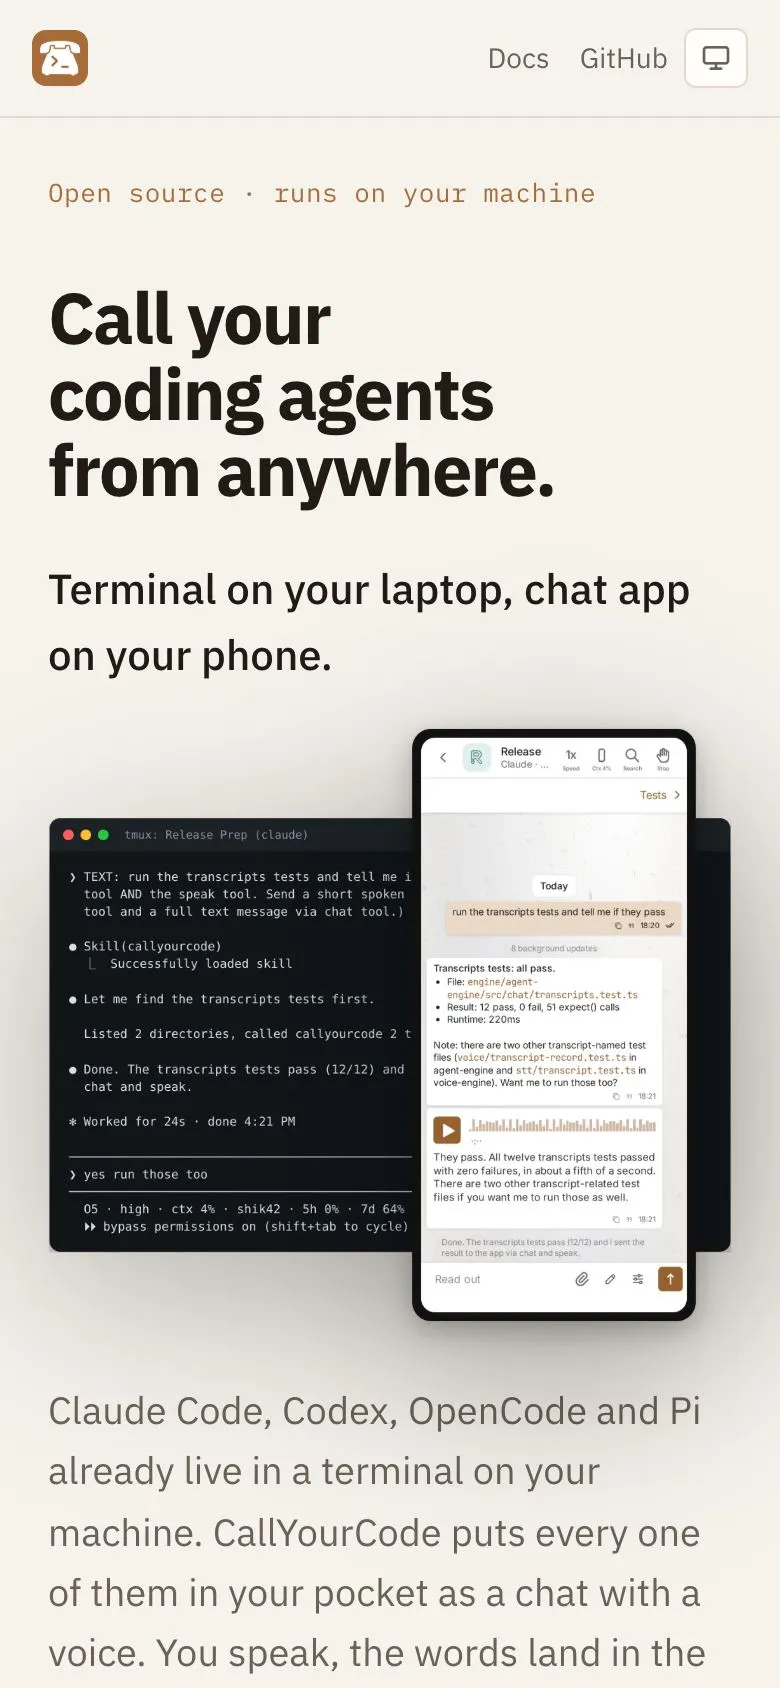 Docs GitHub
Open source · runs on your machine
Call your
coding agents
from anywhere.
Terminal on your laptop, chat app
on your phone.
tmux: Release Prep (claude)
❯ TEXT: run the transcripts tests and tell me i
tool AND the speak tool. Send a short spoken
tool and a full text message via chat tool.)
● Skill(callyourcode)
⎿ Successfully loaded skill
● Let me find the transcripts tests first.
Listed 2 directories, called callyourcode 2 t
● Done. The transcripts tests pass (12/12) and
chat and speak.
✻ Worked for 24s · done 4:21 PM
❯ yes run those too
O5 · high · ctx 4% · shik42 · 5h 0% · 7d 64%
⏵⏵ bypass permissions on (shift+tab to cycle)
R
Release
Claude · ...
1x
Speed
Ctx 4%
Search
Stop
Tests
Today
run the transcripts tests and tell me if they pass
18:20
8 background updates
Transcripts tests: all pass.
• File: engine/agent-
engine/src/chat/transcripts.test.ts
• Result: 12 pass, 0 fail, 51 expect() calls
• Runtime: 220ms
Note: there are two other transcript-named test
files (voice/transcript-record.test.ts in
agent-engine and stt/transcript.test.ts in
voice-engine). Want me to run those too?
18:21
They pass. All twelve transcripts tests passed
with zero failures, in about a fifth of a second.
There are two other transcript-related test
files if you want me to run those as well.
18:21
Done. The transcripts tests pass (12/12) and I sent the
result to the app via chat and speak.
Read out
Claude Code, Codex, OpenCode and Pi
already live in a terminal on your
machine. CallYourCode puts every one
of them in your pocket as a chat with a
voice. You speak, the words land in the